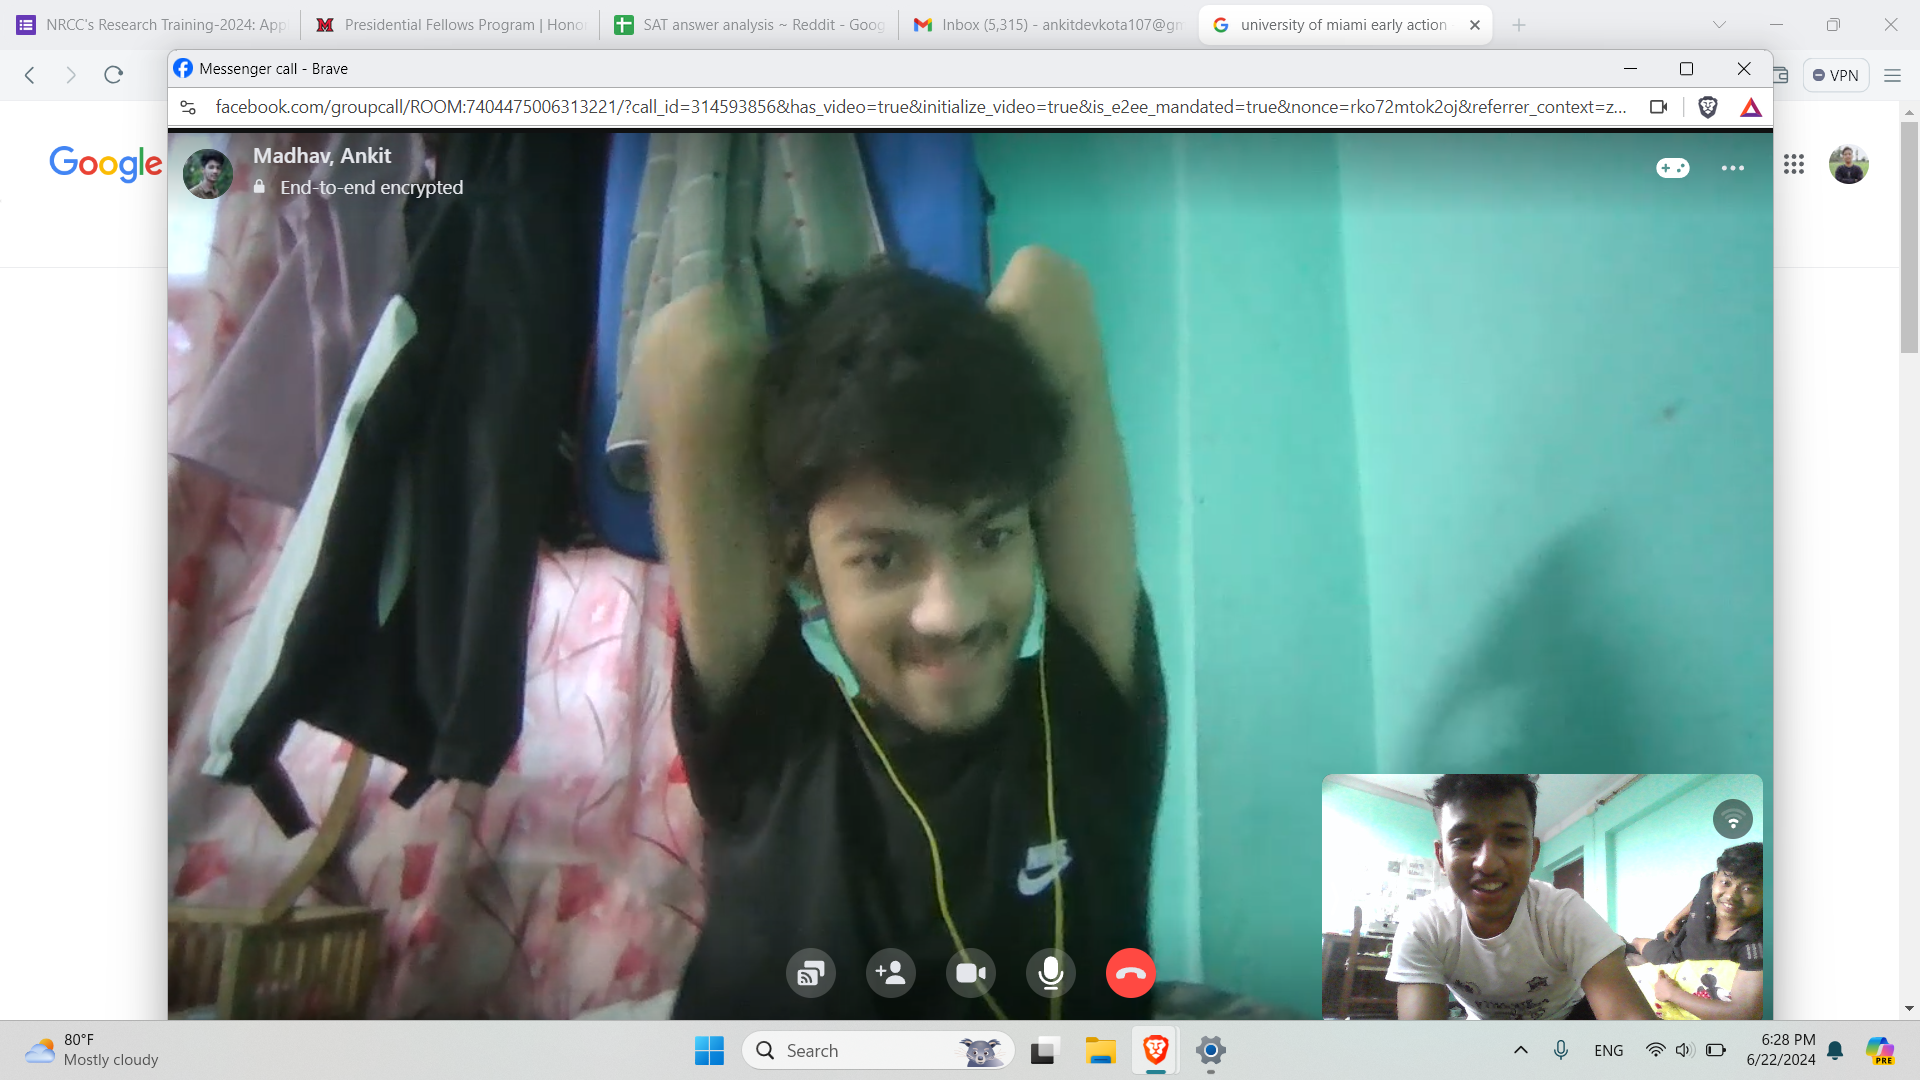 NRCC's Research Training-2024: App
Presidential Fellows Program | Hono
SAT answer analysis ~ Reddit - Goog
Inbox (5,315) - ankitdevkota107@gm
university of miami early action
Messenger call - Brave
VPN
facebook.com/groupcall/ROOM:7404475006313221/?call_id=314593856&has_video=true&initialize_video=true&is_e2ee_mandated=true&nonce=rko72mtok2oj&referrer_context=z...
Google
Madhav, Ankit
End-to-end encrypted
80°F
Mostly cloudy
Search
ENG
6:28 PM
6/22/2024
PRE